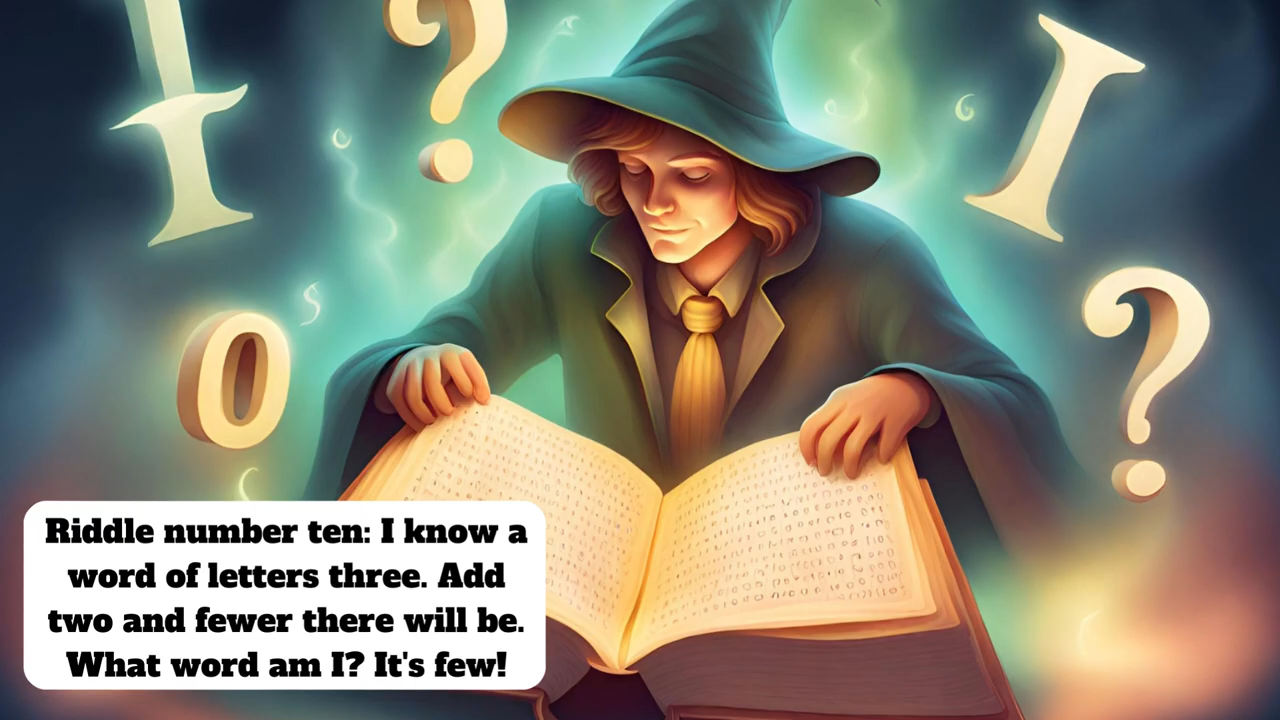 ?
I
?
0
Riddle number ten: I know a
word of letters three. Add
two and fewer there will be.
What word am I? It's few!